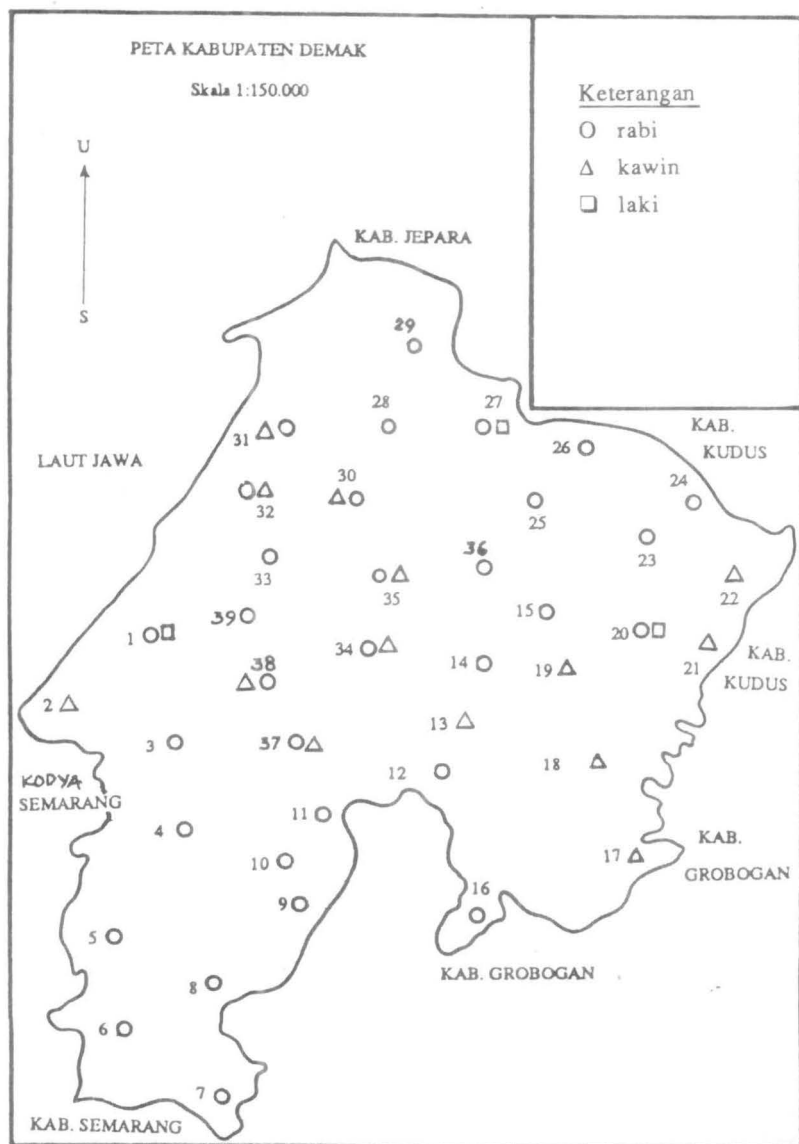 PETA KABUPATEN DEMAK
Skala 1:150.000
Keterangan
rabi
kawin
laki
U
S
KAB. JEPARA
29
28
27
31
26
KAB.
KUDUS
LAUT JAWA
30
24
32
25
36
23
33
35
22
39
15
1
20
34
14
19
21
KAB.
KUDUS
38
2
13
3
37
18
12
KODYA
SEMARANG
11
4
KAB.
GROBOGAN
17
10
16
9
5
KAB. GROBOGAN
8
6
7
KAB. SEMARANG